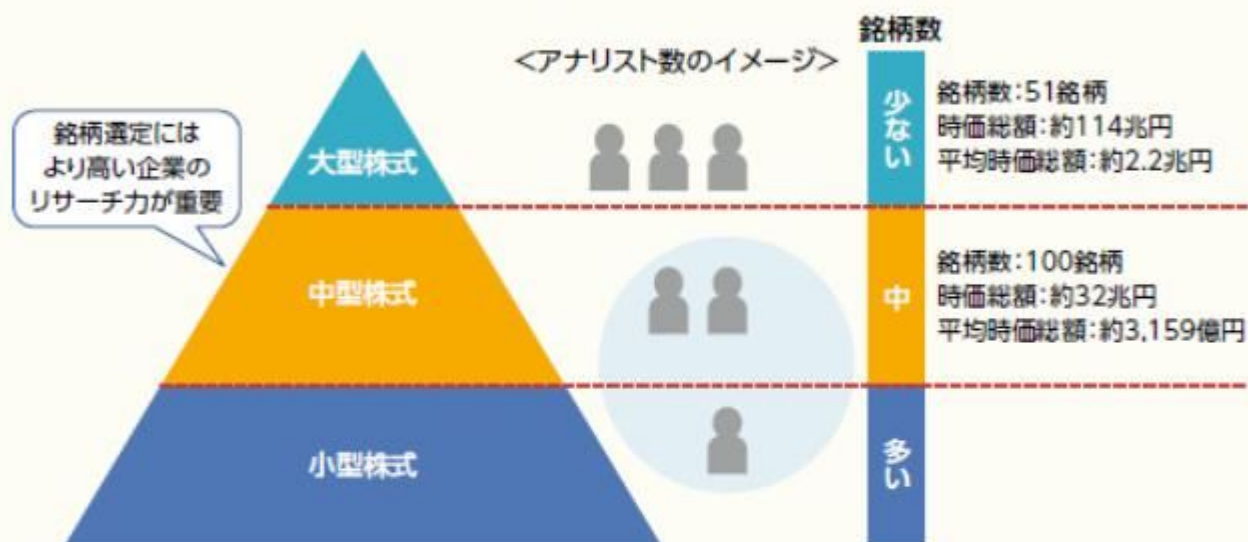 銘柄数
<アナリスト数のイメージ>
銘柄選定には
より高い企業の
リサーチ力が重要
大型株式
少ない
銘柄数:51銘柄
時価総額:約114兆円
平均時価総額:約2.2兆円
中型株式
中
銘柄数:100銘柄
時価総額:約32兆円
平均時価総額:約3,159億円
小型株式
多い